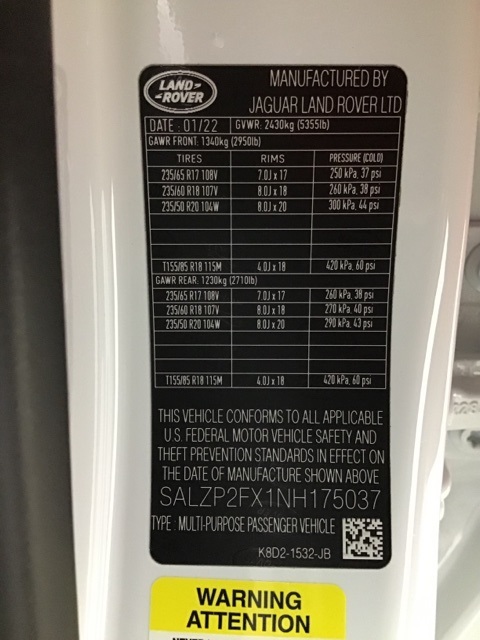 LAND-
-ROVER
MANUFACTURED BY
JAGUAR LAND ROVER LTD
DATE : 01/22 GVWR: 2430kg (5355lb)
GAWR FRONT: 1340kg (2950lb)
TIRES RIMS PRESSURE (COLD)
235/65 R17 108V 7.0J x 17 250 kPa, 37 psi
235/60 R18 107V 8.0J x 18 260 kPa, 38 psi
235/50 R20 104W 8.0J x 20 300 kPa, 44 psi
T155/85 R18 115M 4.0J x 18 420 kPa, 60 psi
GAWR REAR: 1230kg (2710lb)
235/65 R17 108V 7.0J x 17 260 kPa, 38 psi
235/60 R18 107V 8.0J x 18 270 kPa, 40 psi
235/50 R20 104W 8.0J x 20 290 kPa, 43 psi
T155/85 R18 115M 4.0J x 18 420 kPa, 60 psi
THIS VEHICLE CONFORMS TO ALL APPLICABLE
U.S. FEDERAL MOTOR VEHICLE SAFETY AND
THEFT PREVENTION STANDARDS IN EFFECT ON
THE DATE OF MANUFACTURE SHOWN ABOVE
SALZP2FX1NH175037
TYPE : MULTI-PURPOSE PASSENGER VEHICLE
K8D2-1532-JB
WARNING
ATTENTION